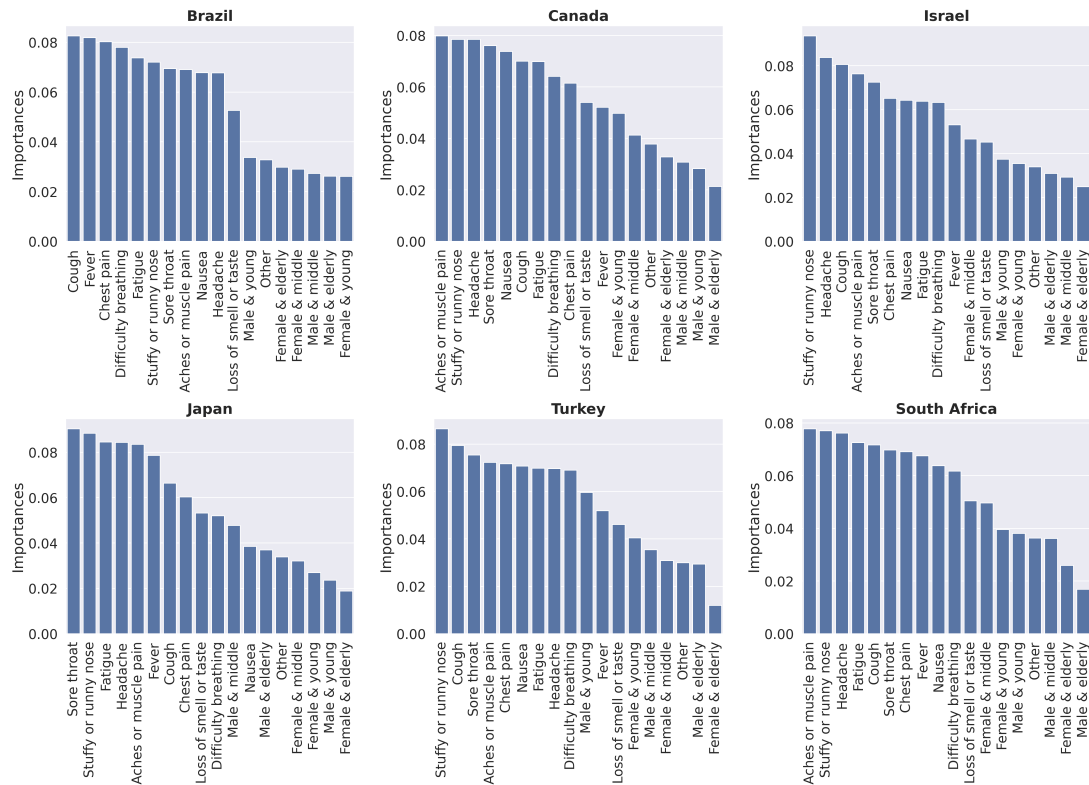 Brazil
Importances
0.08
0.06
0.04
0.02
0.00
Cough
Fever
Chest pain
Difficulty breathing
Fatigue
Stuffy or runny nose
Sore throat
Aches or muscle pain
Nausea
Headache
Loss of smell or taste
Male & young
Other
Female & elderly
Female & middle
Male & middle
Male & elderly
Female & young
Canada
Importances
0.08
0.07
0.06
0.05
0.04
0.03
0.02
0.01
0.00
Aches or muscle pain
Stuffy or runny nose
Headache
Sore throat
Nausea
Cough
Fatigue
Difficulty breathing
Chest pain
Loss of smell or taste
Fever
Female & young
Female & middle
Male & young
Other
Female & elderly
Male & middle
Male & young
Male & elderly
Israel
Importances
0.08
0.06
0.04
0.02
0.00
Stuffy or runny nose
Headache
Cough
Aches or muscle pain
Sore throat
Chest pain
Nausea
Fatigue
Difficulty breathing
Fever
Female & middle
Loss of smell or taste
Male & young
Female & young
Other
Male & elderly
Male & middle
Female & elderly
Japan
Importances
0.08
0.06
0.04
0.02
0.00
Sore throat
Stuffy or runny nose
Fatigue
Headache
Aches or muscle pain
Fever
Cough
Chest pain
Loss of smell or taste
Difficulty breathing
Male & middle
Nausea
Male & elderly
Other
Female & middle
Female & young
Male & young
Female & elderly
Turkey
Importances
0.08
0.06
0.04
0.02
0.00
Stuffy or runny nose
Cough
Sore throat
Aches or muscle pain
Chest pain
Nausea
Fatigue
Headache
Difficulty breathing
Male & young
Fever
Loss of smell or taste
Female & young
Male & middle
Female & middle
Other
Male & elderly
Female & elderly
South Africa
Importances
0.08
0.06
0.04
0.02
0.00
Aches or muscle pain
Stuffy or runny nose
Headache
Fatigue
Cough
Sore throat
Chest pain
Fever
Nausea
Difficulty breathing
Loss of smell or taste
Female & middle
Female & young
Male & young
Other
Male & middle
Female & elderly
Male & elderly